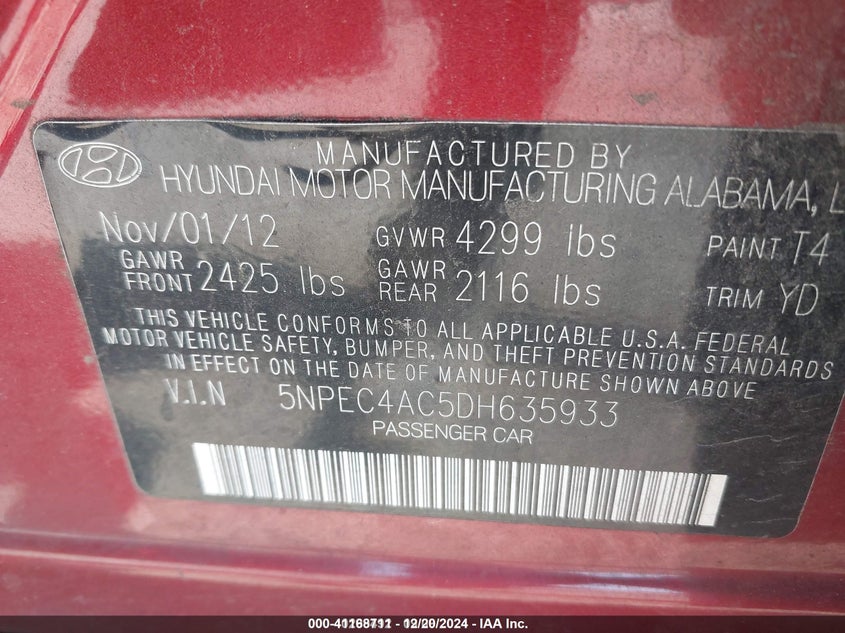 MANUFACTURED BY
HYUNDAI MOTOR MANUFACTURING ALABAMA, L
Nov/01/12 GVWR 4299 lbs PAINT T4
GAWR FRONT 2425 lbs GAWR REAR 2116 lbs TRIM YD
THIS VEHICLE CONFORMS TO ALL APPLICABLE U.S.A. FEDERAL
MOTOR VEHICLE SAFETY, BUMPER, AND THEFT PREVENTION STANDARDS
IN EFFECT ON THE DATE OF MANUFACTURE SHOWN ABOVE
V.I.N 5NPEC4AC5DH635933
PASSENGER CAR
12/20/2024 - IAA Inc.